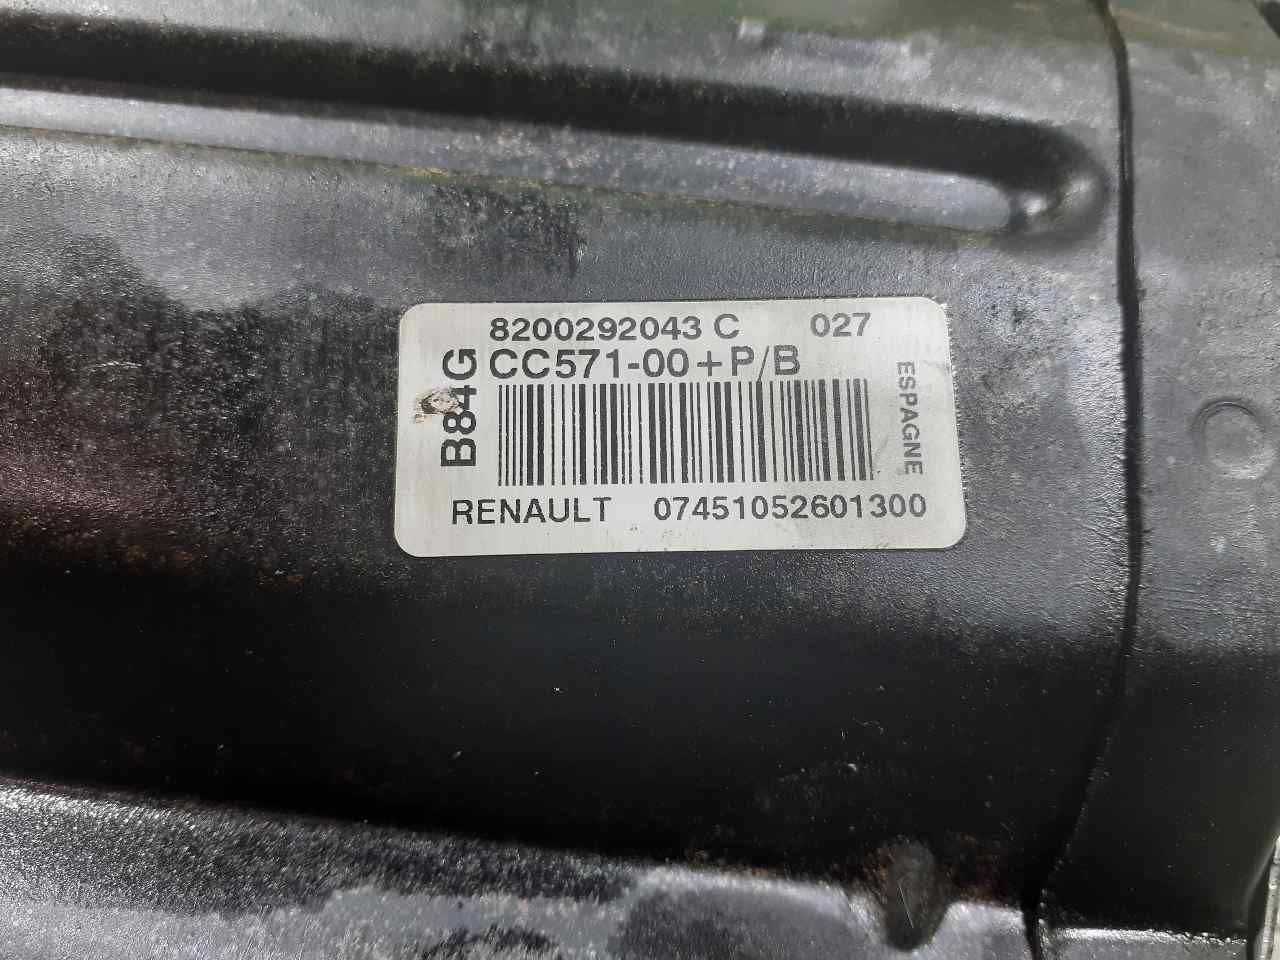 8200292043 C 027
B84G CC571-00+P/B
ESPAGNE
RENAULT 07451052601300